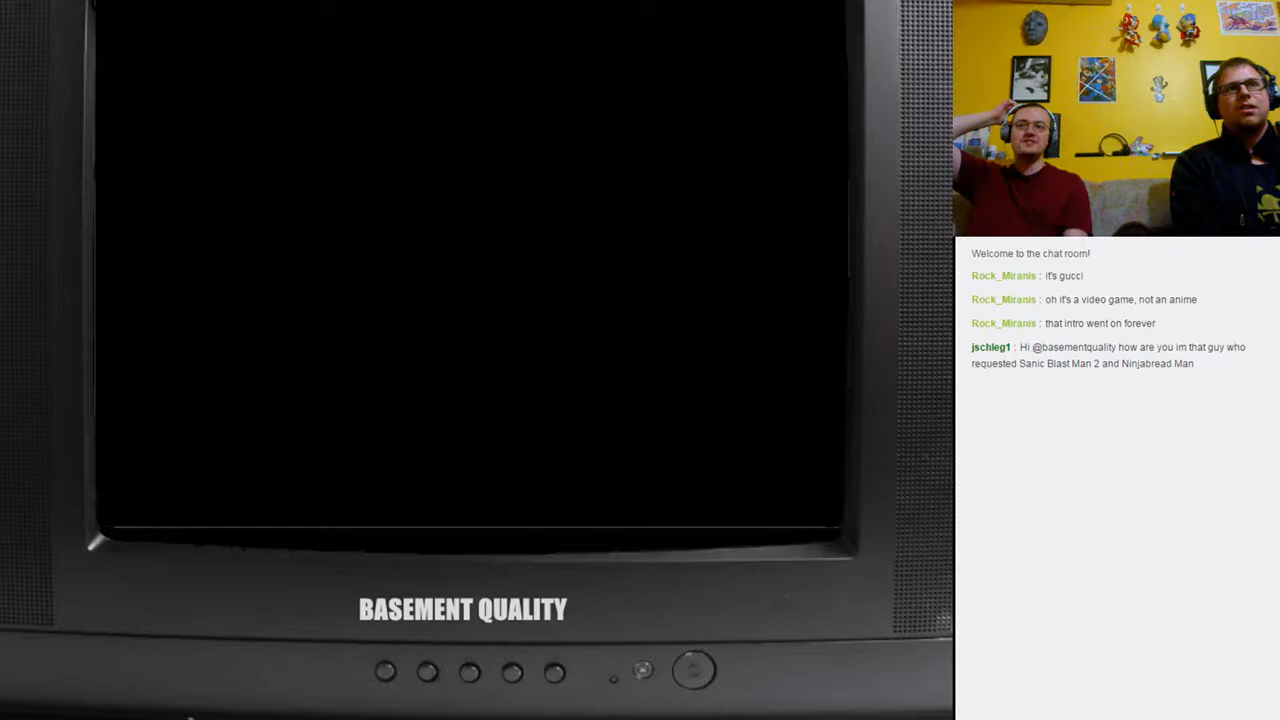 Welcome to the chat room!
Rock_Miranis : it's gucci
Rock_Miranis : oh it's a video game, not an anime
Rock_Miranis : that intro went on forever
jschleg1 : Hi @basementquality how are you im that guy who
requested Sanic Blast Man 2 and Ninjabread Man
BASEMENT QUALITY